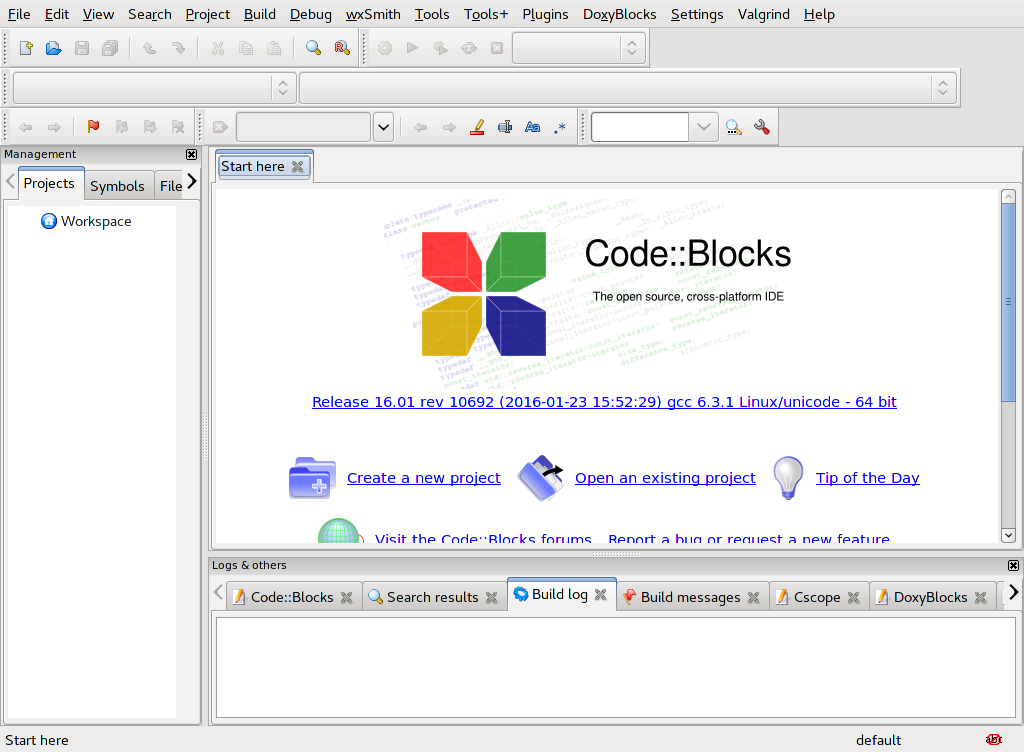 File Edit View Search Project Build Debug wxSmith Tools Tools+ Plugins DoxyBlocks Settings Valgrind Help
Management
Projects Symbols File
Workspace
Start here
Code::Blocks
The open source, cross-platform IDE
Release 16.01 rev 10692 (2016-01-23 15:52:29) gcc 6.3.1 Linux/unicode - 64 bit
Create a new project Open an existing project Tip of the Day
Visit the Code::Blocks forums Report a bug or request a new feature
Logs & others
Code::Blocks Search results Build log Build messages Cscope DoxyBlocks
Start here default